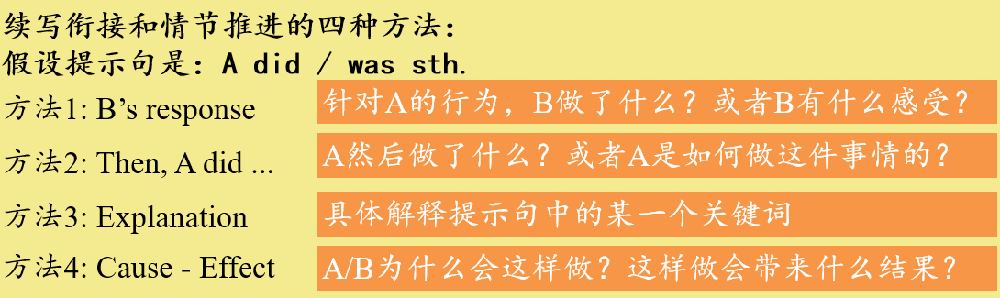 续写衔接和情节推进的四种方法：
假设提示句是：A did / was sth.
方法1: B's response 针对A的行为，B做了什么？或者B有什么感受？
方法2: Then, A did ... A然后做了什么？或者A是如何做这件事情的？
方法3: Explanation 具体解释提示句中的某一个关键词
方法4: Cause - Effect A/B为什么会这样做？这样做会带来什么结果？